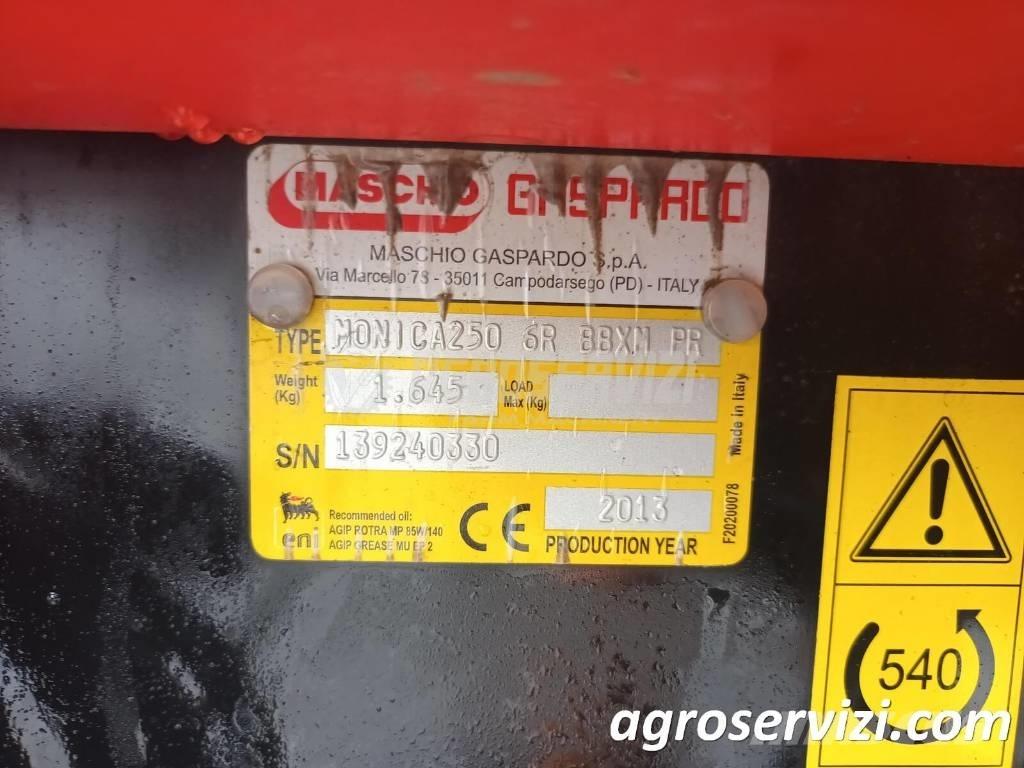 MASCHIO GASPARDO
MASCHIO GASPARDO S.p.A.
Via Marcello 73 - 35011 Campodarsego (PD) - ITALY
TYPE MONICA250 6R 88XM PR
Weight (Kg) 1.645 LOAD Max (Kg)
S/N 139240330
2013
PRODUCTION YEAR
eni
Recommended oil:
AGIP ROTRA MP 85W/140
AGIP GREASE MU EP 2
CE
Made in Italy
F20200078
540
agroservizi.com